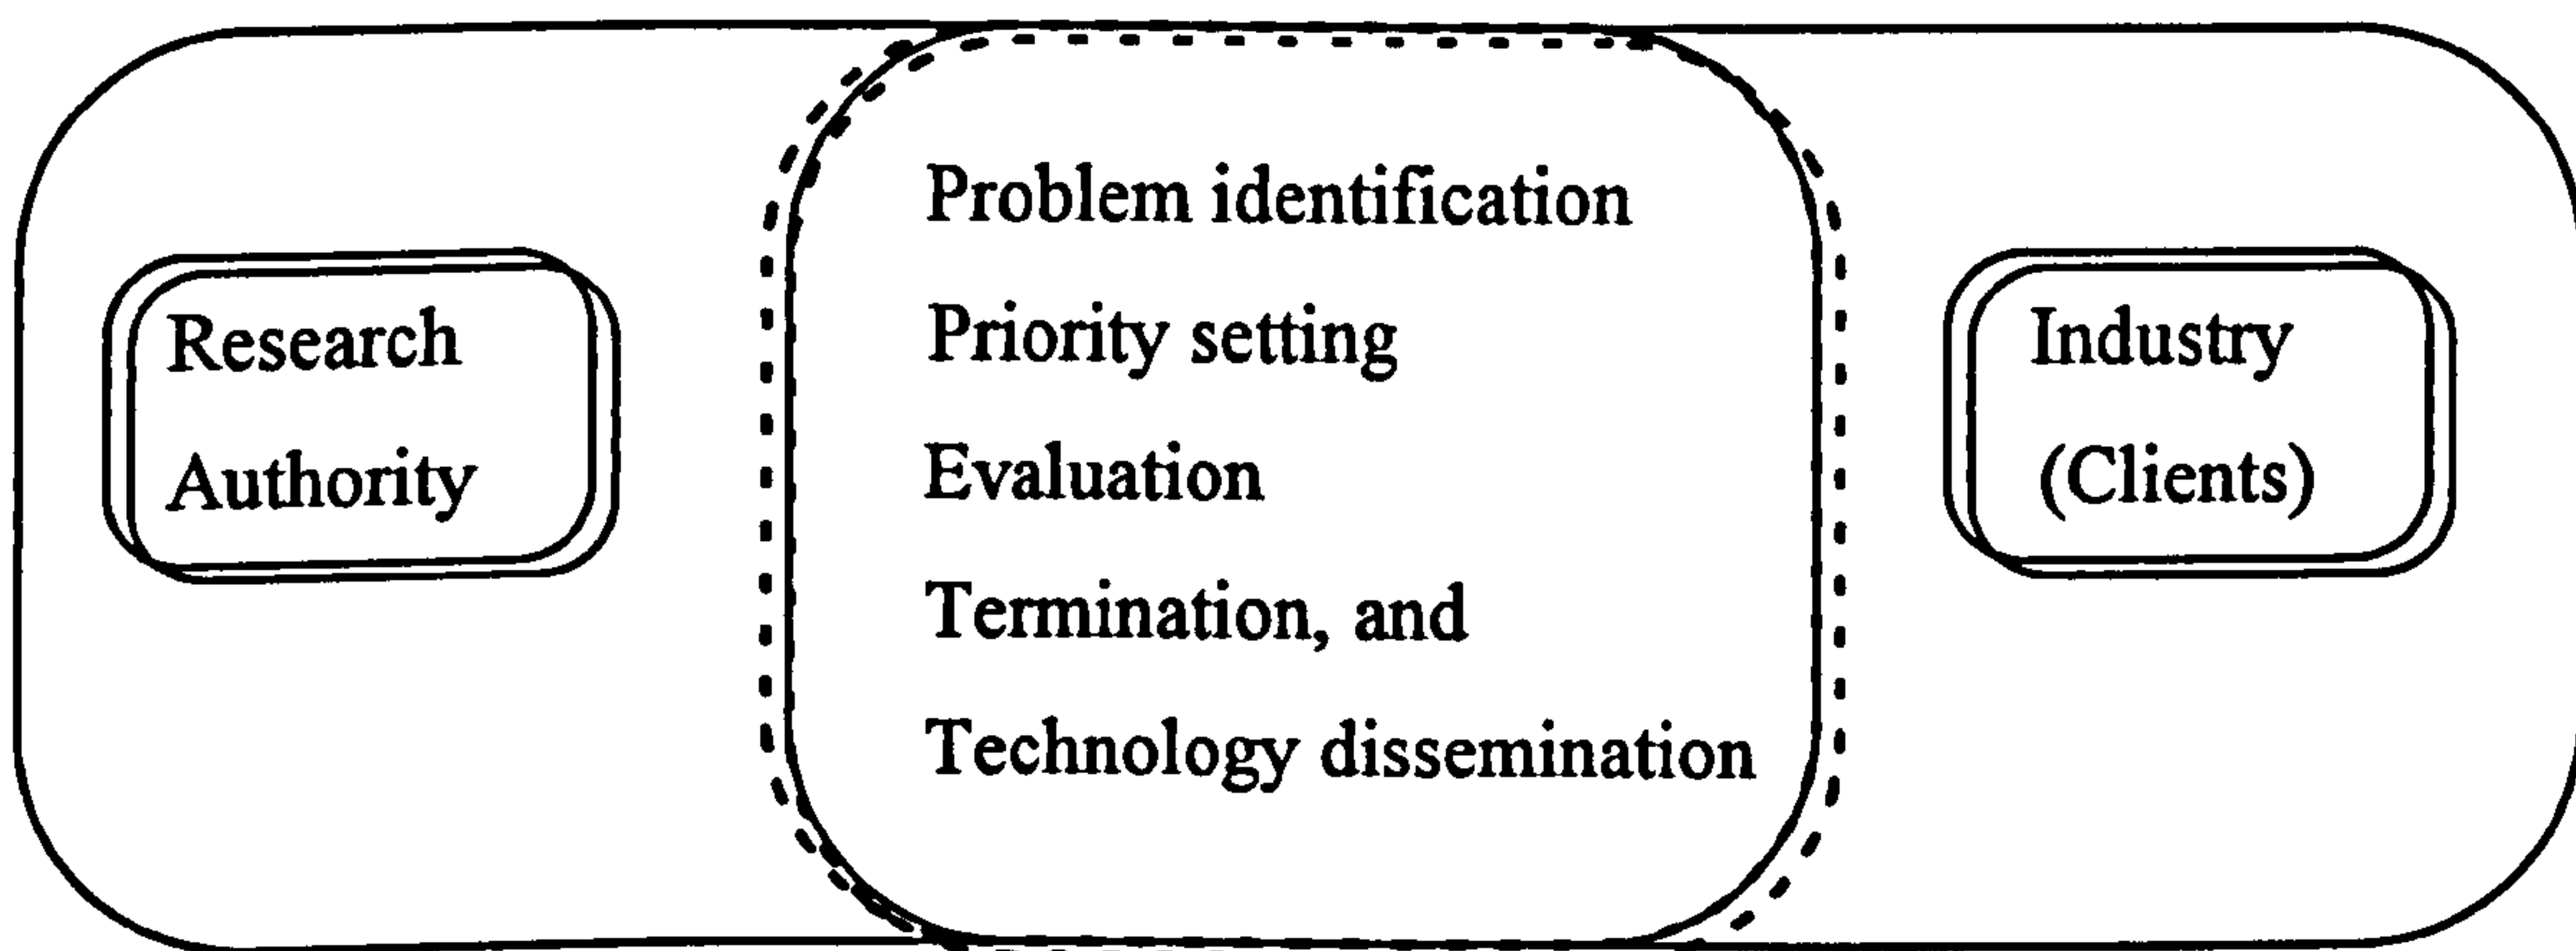 Research
Authority
Problem identification
Priority setting
Evaluation
Termination, and
Technology dissemination
Industry
(Clients)